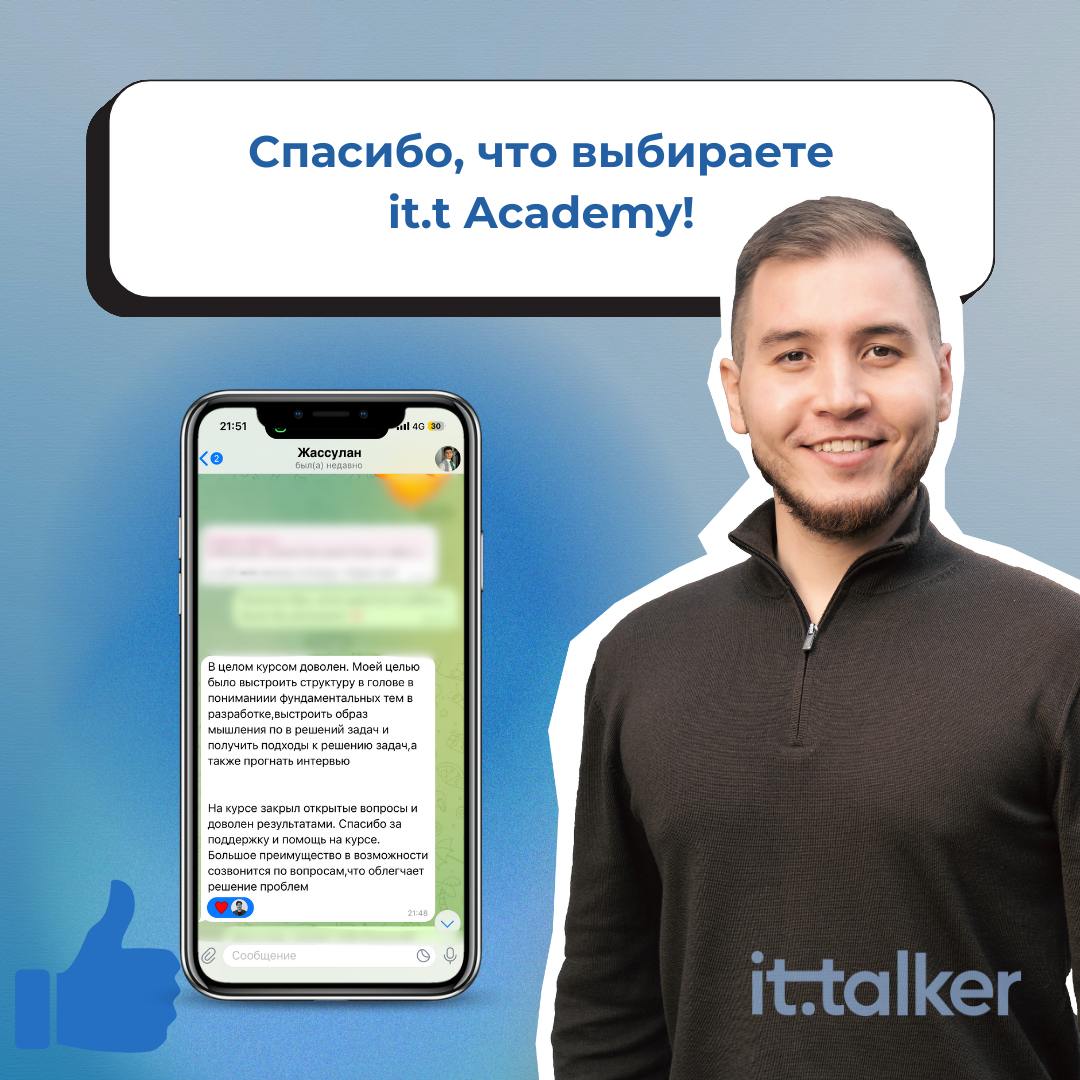 Спасибо, что выбираете
it.t Academy!
21:51
4G 30
2
Жассулан
был(а) недавно
В целом курсом доволен. Моей целью
было выстроить структуру в голове в
пониманиии фундаментальных тем в
разработке,выстроить образ
мышления по в решений задач и
получить подходы к решению задач,а
также прогнать интервью
На курсе закрыл открытые вопросы и
доволен результатами. Спасибо за
поддержку и помощь на курсе.
Большое преимущество в возможности
созвонится по вопросам,что облегчает
решение проблем
21:48
Сообщение
it.talker